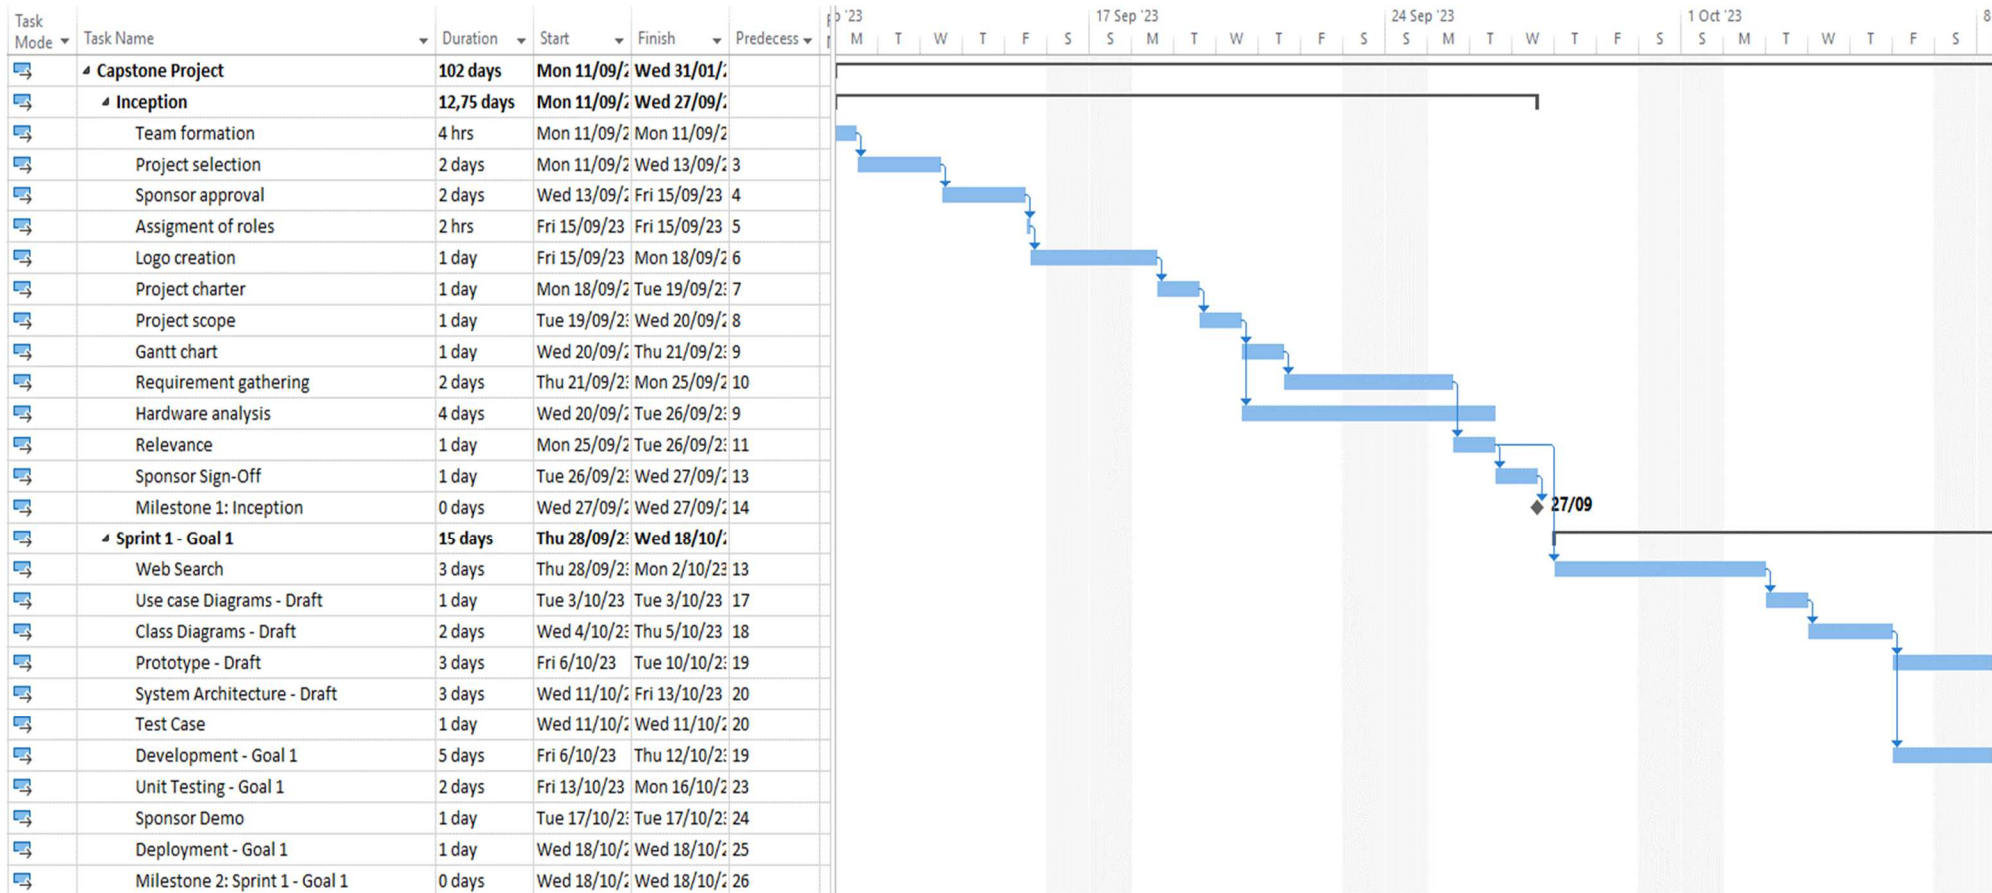 Task Mode Task Name Duration Start Finish Predecess
'23 17 Sep '23 24 Sep '23 1 Oct '23 8
M T W T F S S M T W T F S S M T W T F S S M T W T F S
Capstone Project 102 days Mon 11/09/2 Wed 31/01/2
Inception 12,75 days Mon 11/09/2 Wed 27/09/2
Team formation 4 hrs Mon 11/09/2 Mon 11/09/2
Project selection 2 days Mon 11/09/2 Wed 13/09/2 3
Sponsor approval 2 days Wed 13/09/2 Fri 15/09/23 4
Assigment of roles 2 hrs Fri 15/09/23 Fri 15/09/23 5
Logo creation 1 day Fri 15/09/23 Mon 18/09/2 6
Project charter 1 day Mon 18/09/2 Tue 19/09/23 7
Project scope 1 day Tue 19/09/23 Wed 20/09/2 8
Gantt chart 1 day Wed 20/09/2 Thu 21/09/23 9
Requirement gathering 2 days Thu 21/09/23 Mon 25/09/2 10
Hardware analysis 4 days Wed 20/09/2 Tue 26/09/23 9
Relevance 1 day Mon 25/09/2 Tue 26/09/23 11
Sponsor Sign-Off 1 day Tue 26/09/23 Wed 27/09/2 13
Milestone 1: Inception 0 days Wed 27/09/2 Wed 27/09/2 14 27/09
Sprint 1 - Goal 1 15 days Thu 28/09/2 Wed 18/10/2
Web Search 3 days Thu 28/09/23 Mon 2/10/23 13
Use case Diagrams - Draft 1 day Tue 3/10/23 Tue 3/10/23 17
Class Diagrams - Draft 2 days Wed 4/10/23 Thu 5/10/23 18
Prototype - Draft 3 days Fri 6/10/23 Tue 10/10/23 19
System Architecture - Draft 3 days Wed 11/10/2 Fri 13/10/23 20
Test Case 1 day Wed 11/10/2 Wed 11/10/2 20
Development - Goal 1 5 days Fri 6/10/23 Thu 12/10/23 19
Unit Testing - Goal 1 2 days Fri 13/10/23 Mon 16/10/2 23
Sponsor Demo 1 day Tue 17/10/23 Tue 17/10/23 24
Deployment - Goal 1 1 day Wed 18/10/2 Wed 18/10/2 25
Milestone 2: Sprint 1 - Goal 1 0 days Wed 18/10/2 Wed 18/10/2 26